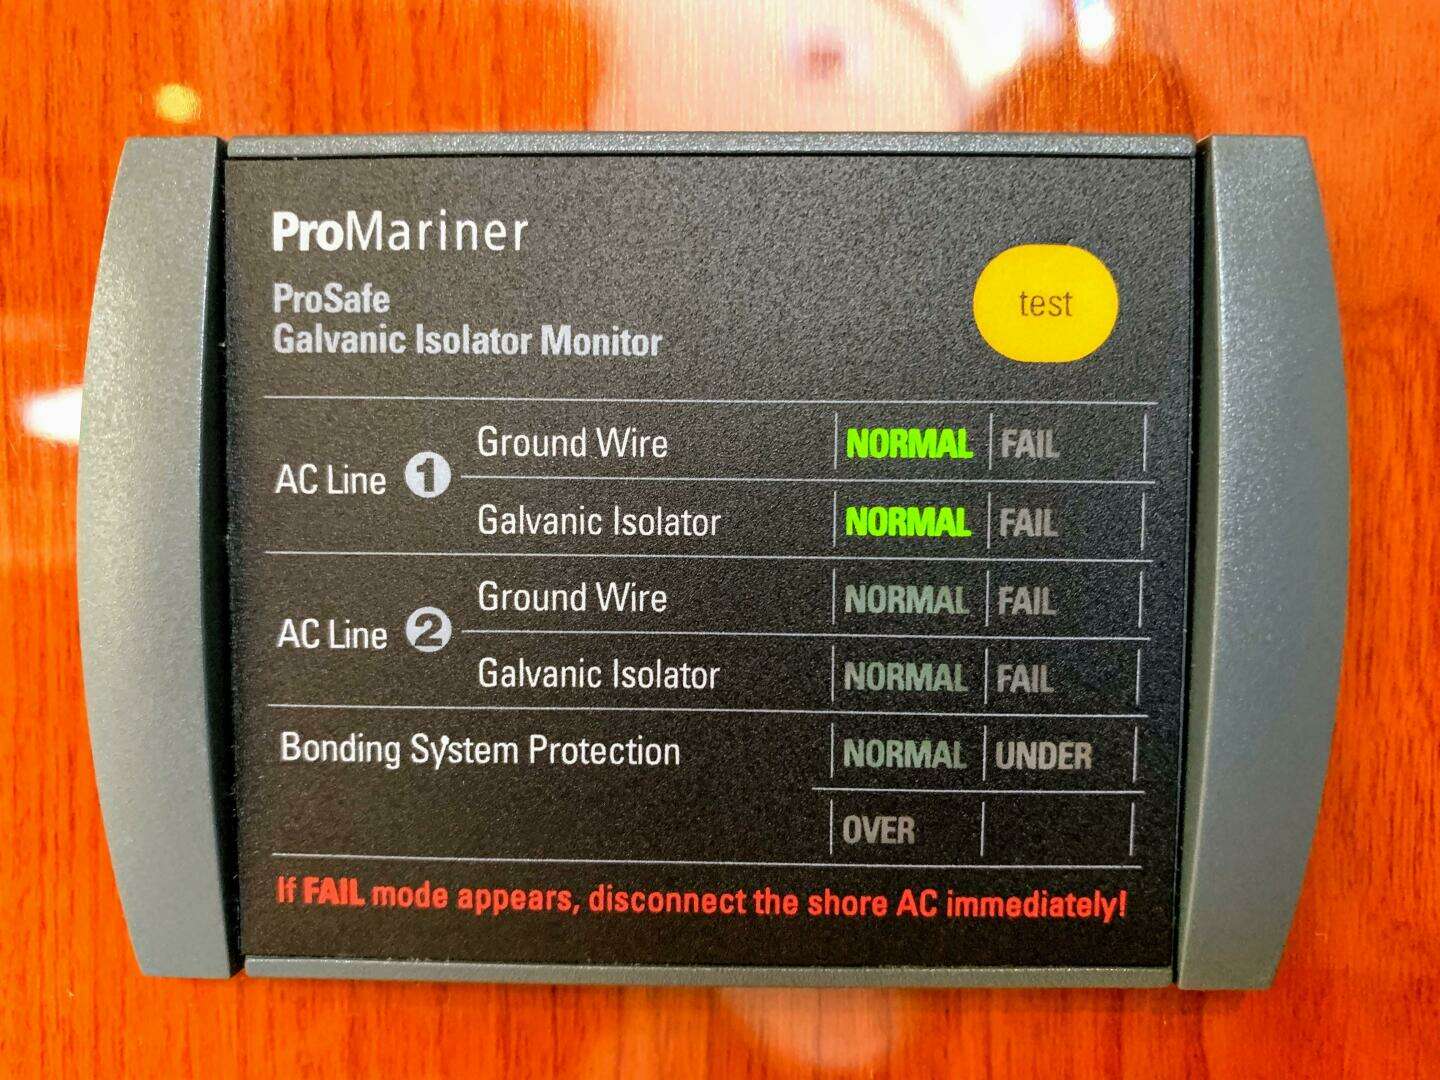 ProMariner
ProSafe
Galvanic Isolator Monitor
test
AC Line 1
Ground Wire NORMAL FAIL
Galvanic Isolator NORMAL FAIL
AC Line 2
Ground Wire NORMAL FAIL
Galvanic Isolator NORMAL FAIL
Bonding System Protection NORMAL UNDER
OVER
If FAIL mode appears, disconnect the shore AC immediately!